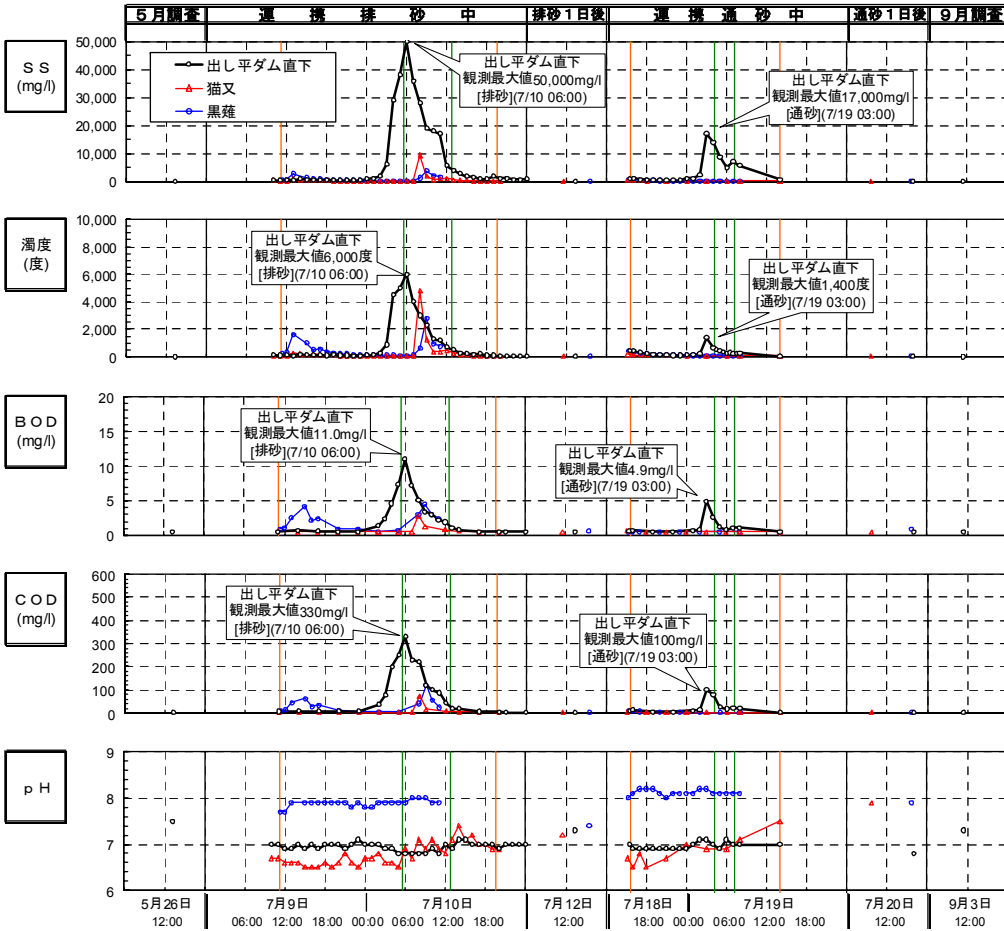 5月調査 連携排砂中 排砂1日後 連携通砂中 通砂1日後 9月調査
SS
(mg/l)
50,000
40,000
30,000
20,000
10,000
0
出し平ダム直下
猫又
黒薙
出し平ダム直下
観測最大値50,000mg/l
[排砂](7/10 06:00)
出し平ダム直下
観測最大値17,000mg/l
[通砂](7/19 03:00)
濁度
(度)
10,000
8,000
6,000
4,000
2,000
0
出し平ダム直下
観測最大値6,000度
[排砂](7/10 06:00)
出し平ダム直下
観測最大値1,400度
[通砂](7/19 03:00)
BOD
(mg/l)
20
15
10
5
0
出し平ダム直下
観測最大値11.0mg/l
[排砂](7/10 06:00)
出し平ダム直下
観測最大値4.9mg/l
[通砂](7/19 03:00)
COD
(mg/l)
600
500
400
300
200
100
0
出し平ダム直下
観測最大値330mg/l
[排砂](7/10 06:00)
出し平ダム直下
観測最大値100mg/l
[通砂](7/19 03:00)
pH
9
8
7
6
5月26日 7月9日 7月10日 7月12日 7月18日 7月19日 7月20日 9月3日
12:00 06:00 12:00 18:00 00:00 06:00 12:00 18:00 12:00 18:00 00:00 06:00 12:00 18:00 12:00 12:00